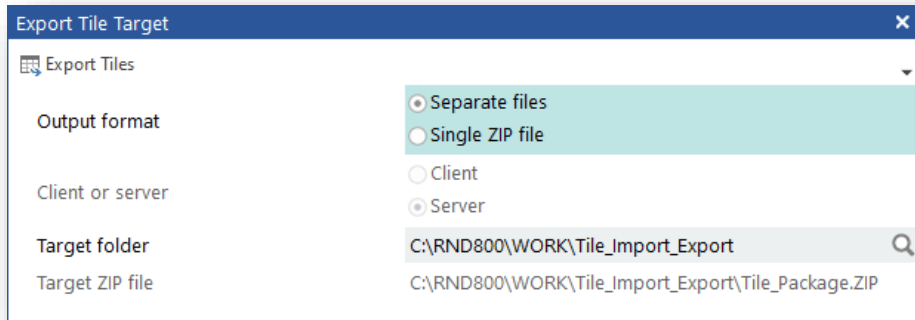 Export Tile Target
Export Tiles
Output format
Separate files
Single ZIP file
Client or server
Client
Server
Target folder C:\RND800\WORK\Tile_Import_Export
Target ZIP file C:\RND800\WORK\Tile_Import_Export\Tile_Package.ZIP